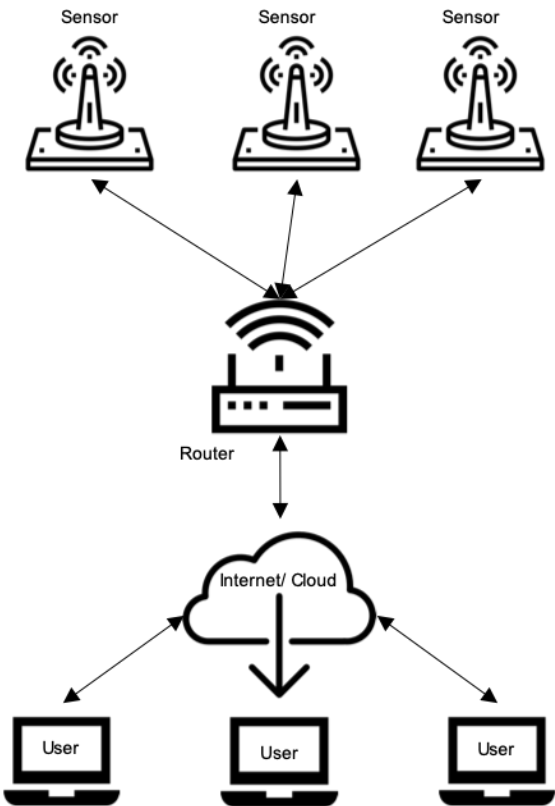 Sensor
Sensor
Sensor
Router
Internet/ Cloud
User
User
User